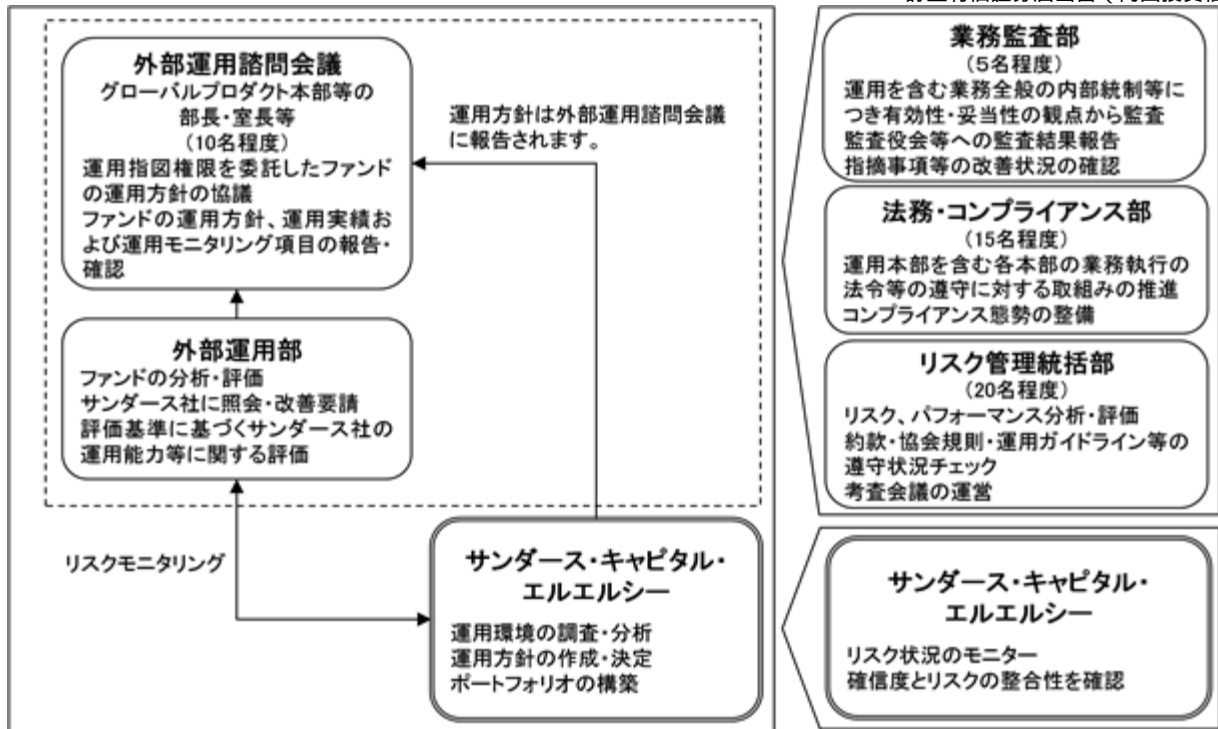 外部運用諮問会議
グローバルプロダクト本部等の
部長・室長等
(10名程度)
運用指図権限を委託したファンド
の運用方針の協議
ファンドの運用方針、運用実績お
よび運用モニタリング項目の報告・
確認
運用方針は外部運用諮問会議
に報告されます。
外部運用部
ファンドの分析・評価
サンダース社に照会・改善要請
評価基準に基づくサンダース社の
運用能力等に関する評価
リスクモニタリング
サンダース・キャピタル・
エルエルシー
運用環境の調査・分析
運用方針の作成・決定
ポートフォリオの構築
業務監査部
(5名程度)
運用を含む業務全般の内部統制等に
つき有効性・妥当性の観点から監査
監査役会等への監査結果報告
指摘事項等の改善状況の確認
法務・コンプライアンス部
(15名程度)
運用本部を含む各本部の業務執行の
法令等の遵守に対する取組みの推進
コンプライアンス態勢の整備
リスク管理統括部
(20名程度)
リスク、パフォーマンス分析・評価
約款・協会規則・運用ガイドライン等の
遵守状況チェック
考査会議の運営
サンダース・キャピタル・
エルエルシー
リスク状況のモニター
確信度とリスクの整合性を確認